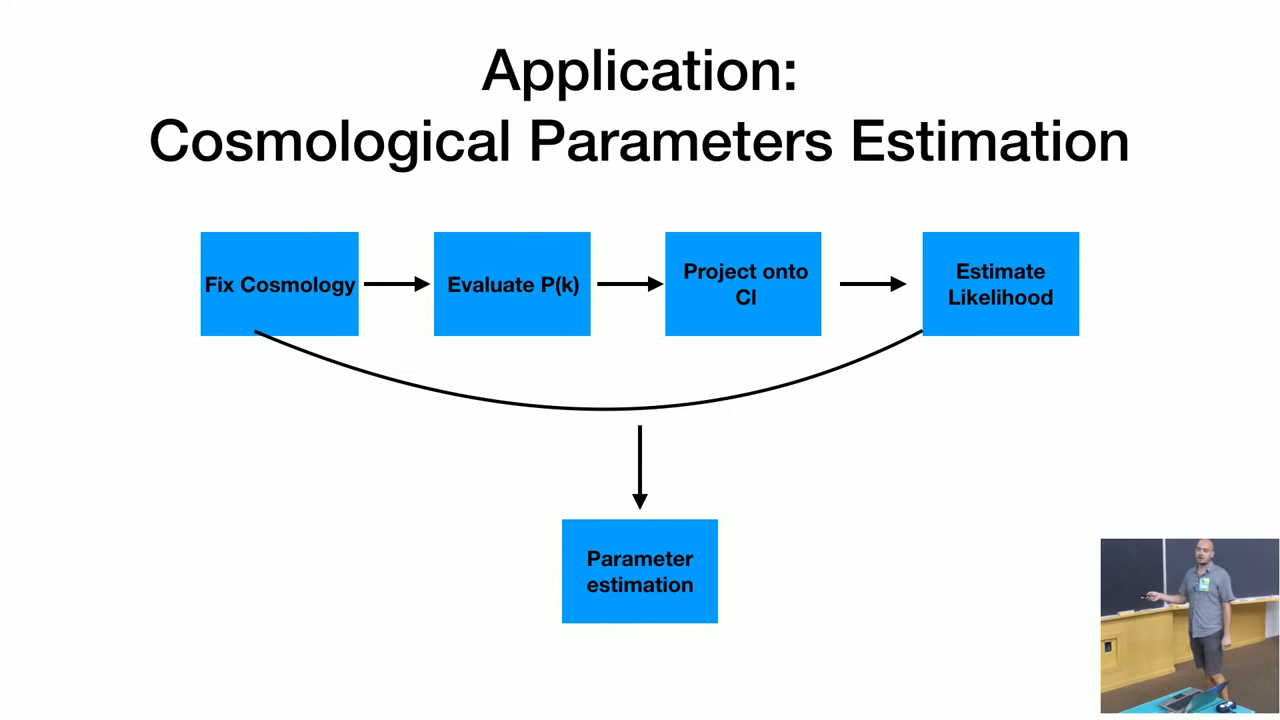 Application:
Cosmological Parameters Estimation
Fix Cosmology
Evaluate P(k)
Project onto
Cl
Estimate
Likelihood
Parameter
estimation